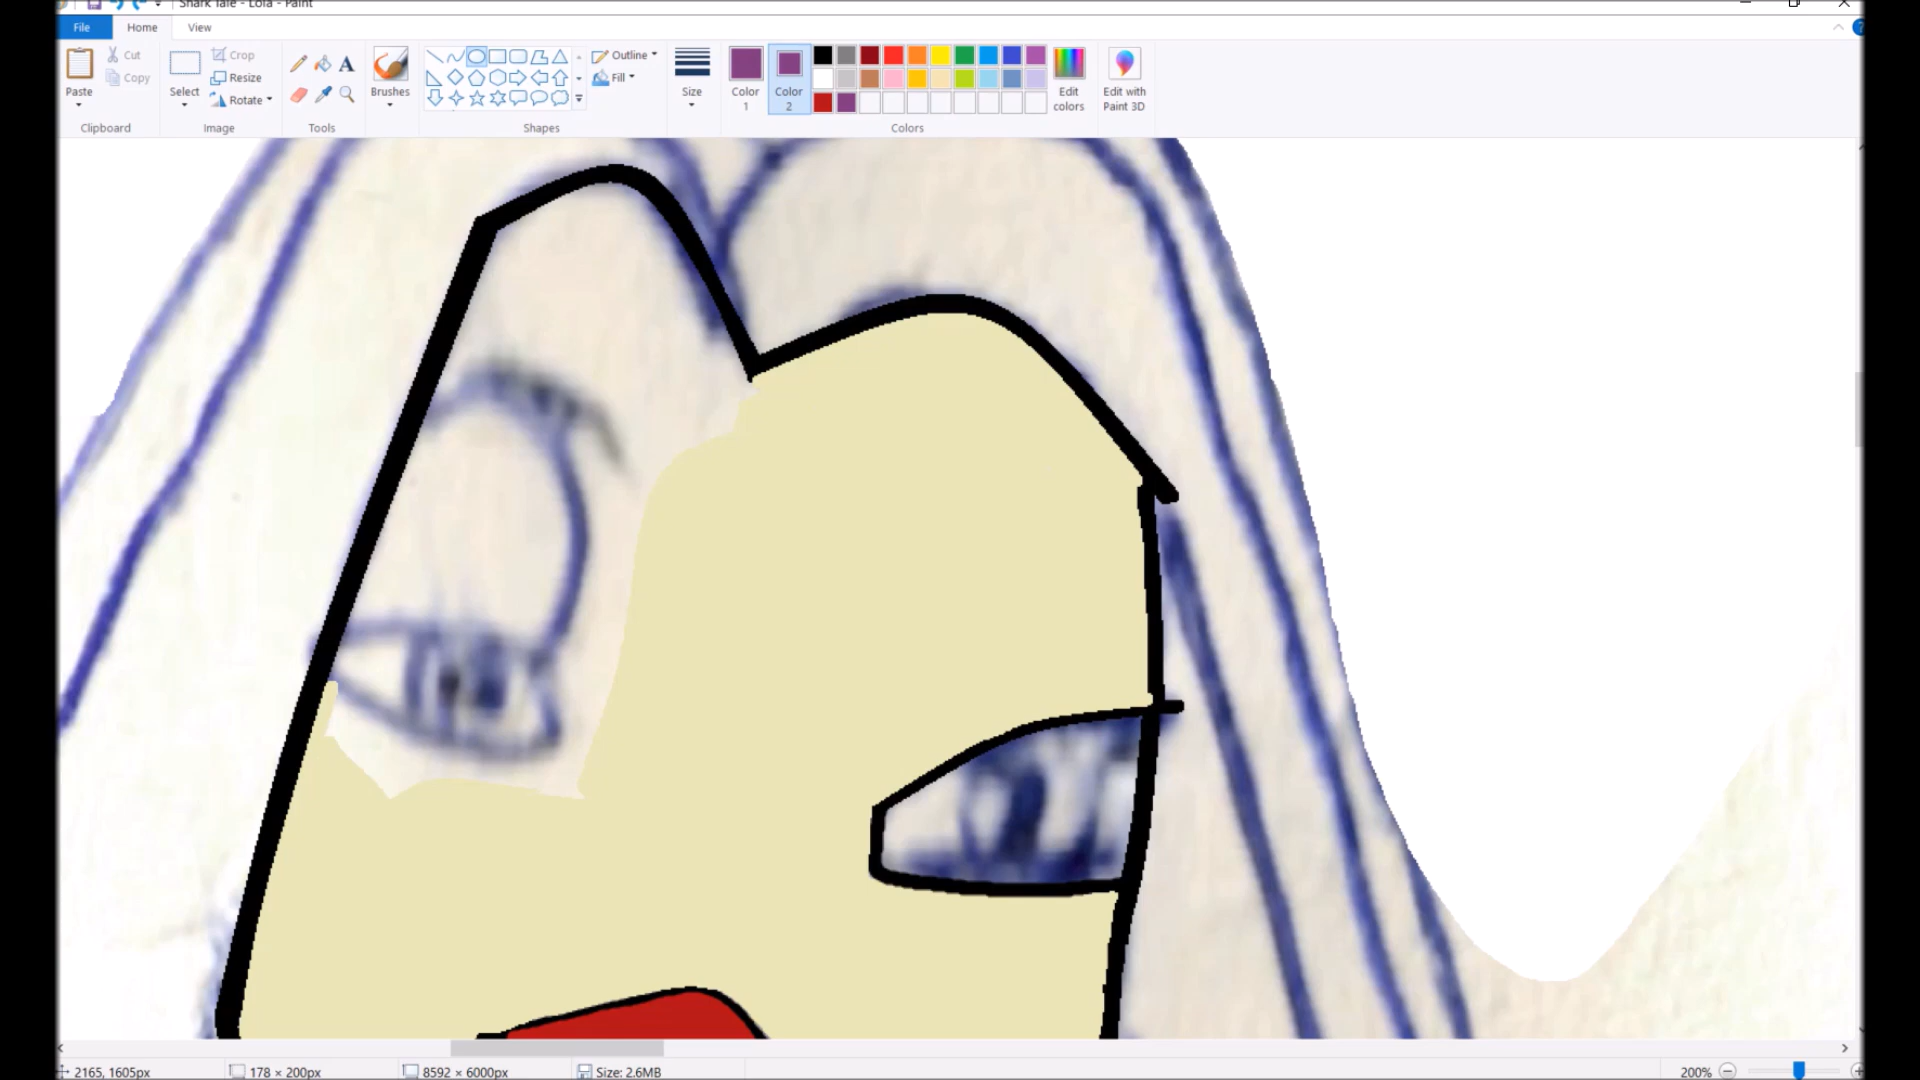 Shark Tale - Lola - Paint
File Home View
Paste
Cut
Copy
Clipboard
Select
Crop
Resize
Rotate
Image
A
Tools
Brushes
Outline
Fill
Shapes
Size
Color 1
Color 2
Edit colors
Colors
Edit with Paint 3D
2165, 1605px
178 × 200px
8592 × 6000px
Size: 2.6MB
200%